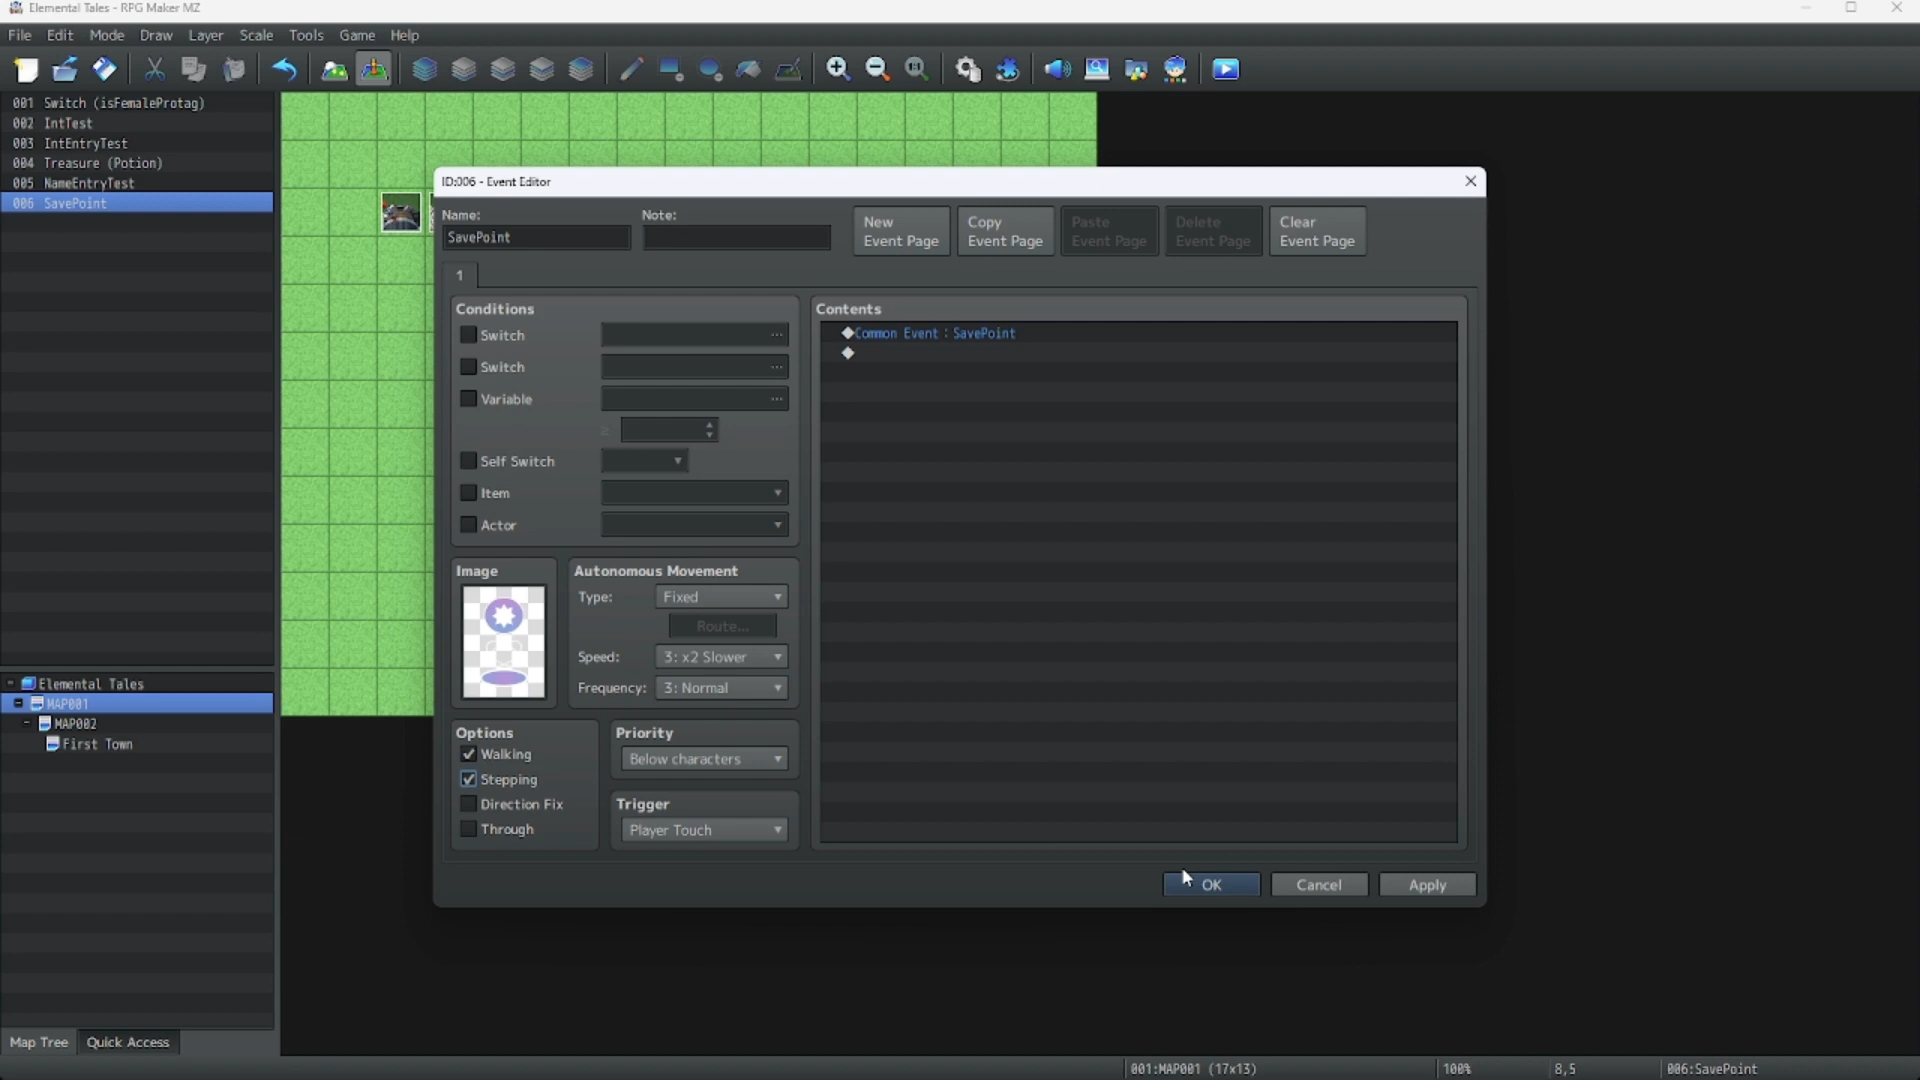 Elemental Tales - RPG Maker MZ
File Edit Mode Draw Layer Scale Tools Game Help
001 Switch (isFemaleProtag)
002 IntTest
003 IntEntryTest
004 Treasure (Potion)
005 NameEntryTest
006 SavePoint
ID:006 - Event Editor
Name:
Note:
SavePoint
New
Event Page
Copy
Event Page
Paste
Event Page
Delete
Event Page
Clear
Event Page
1
Conditions
Switch ...
Switch ...
Variable ...
≥
Self Switch
Item
Actor
Contents
◆Common Event : SavePoint
◆
Image
Autonomous Movement
Type: Fixed
Route...
Speed: 3: x2 Slower
Frequency: 3: Normal
Options
Walking
Stepping
Direction Fix
Through
Priority
Below characters
Trigger
Player Touch
OK Cancel Apply
Elemental Tales
MAP001
MAP002
First Town
Map Tree Quick Access
001:MAP001 (17x13) 100% 8,5 006:SavePoint